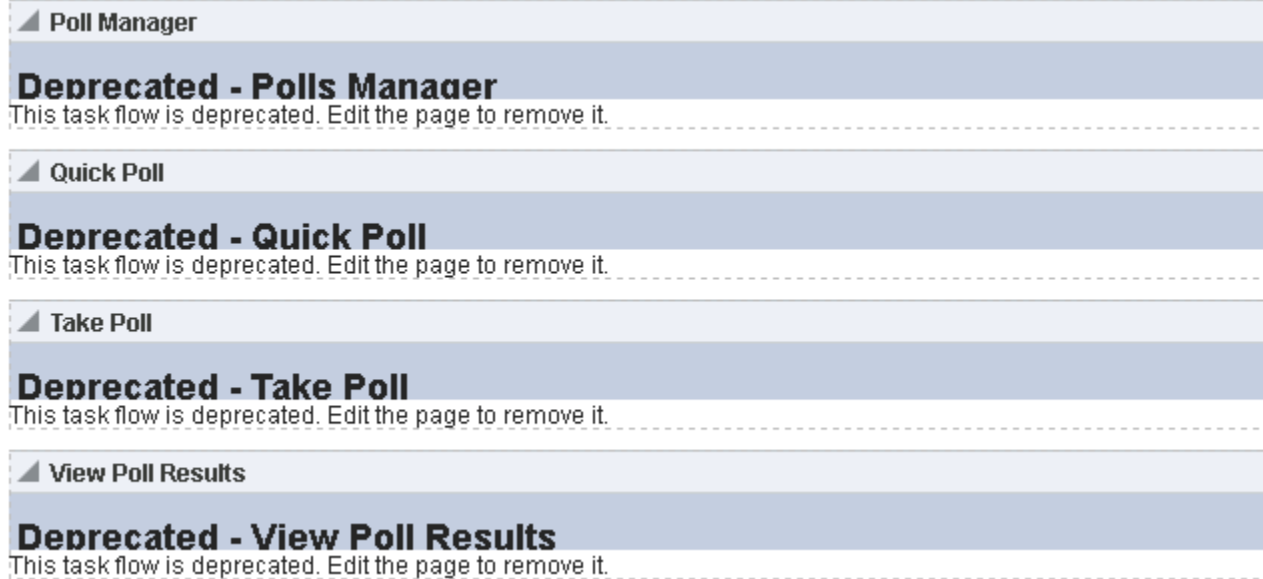 Poll Manager
Deprecated - Polls Manager
This task flow is deprecated. Edit the page to remove it.
Quick Poll
Deprecated - Quick Poll
This task flow is deprecated. Edit the page to remove it.
Take Poll
Deprecated - Take Poll
This task flow is deprecated. Edit the page to remove it.
View Poll Results
Deprecated - View Poll Results
This task flow is deprecated. Edit the page to remove it.